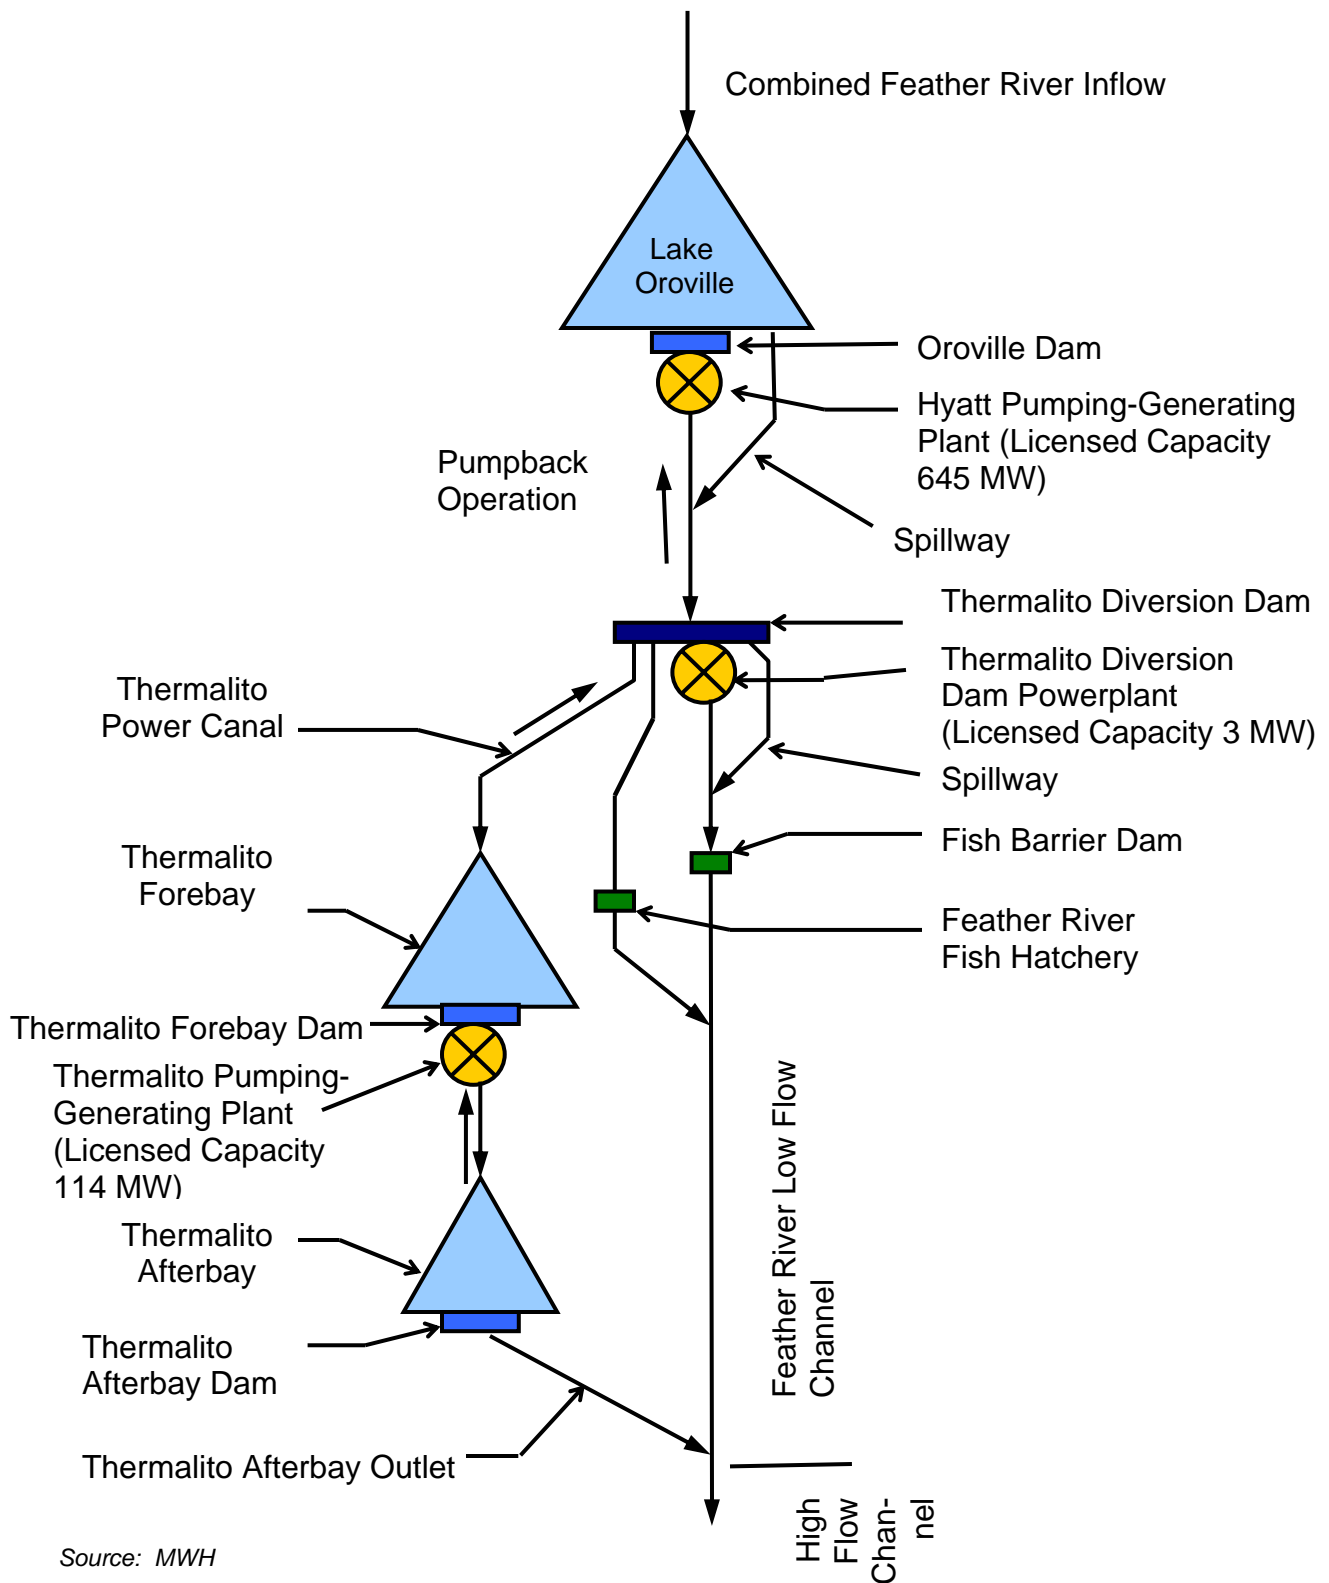 Combined Feather River Inflow
Lake
Oroville
Oroville Dam
Hyatt Pumping-Generating
Plant (Licensed Capacity
645 MW)
Pumpback
Operation
Spillway
Thermalito Diversion Dam
Thermalito Diversion
Dam Powerplant
(Licensed Capacity 3 MW)
Thermalito
Power Canal
Spillway
Fish Barrier Dam
Thermalito
Forebay
Feather River
Fish Hatchery
Thermalito Forebay Dam
Thermalito Pumping-
Generating Plant
(Licensed Capacity
114 MW)
Feather River Low Flow
Channel
Thermalito
Afterbay
Thermalito
Afterbay Dam
Thermalito Afterbay Outlet
High
Flow
Chan-
nel
Source: MWH